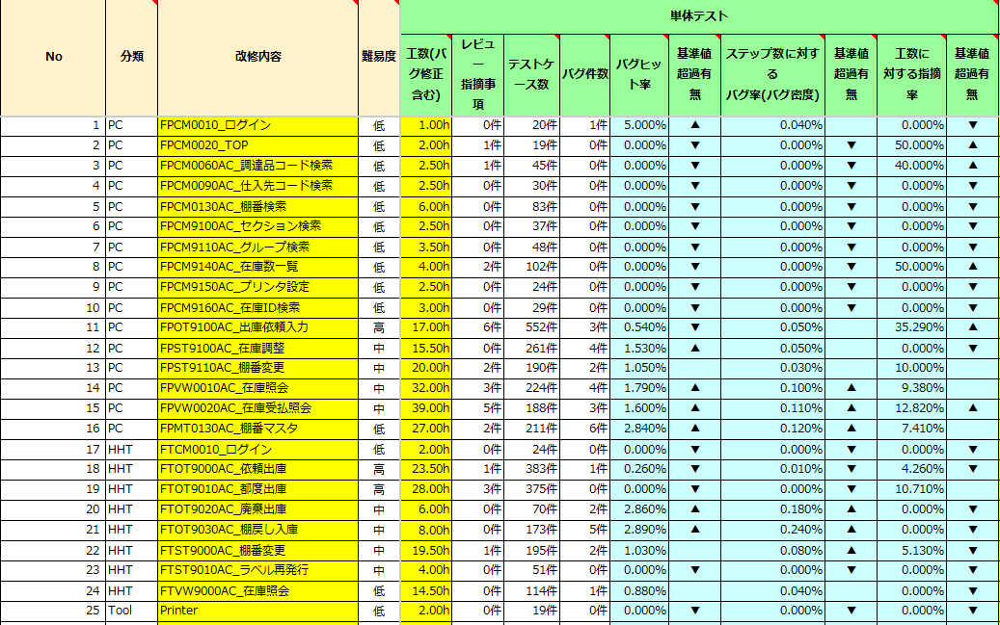 単体テスト
No 分類 改修内容 難易度 工数(バグ修正含む) レビュー指摘事項 テストケース数 バグ件数 バグヒット率 基準値超過有無 ステップ数に対するバグ率(バグ密度) 基準値超過有無 工数に対する指摘率 基準値超過有無
1 PC FPCM0010_ログイン 低 1.00h 0件 20件 1件 5.000% ▲ 0.040% 0.000% ▼
2 PC FPCM0020_TOP 低 2.00h 1件 19件 0件 0.000% ▼ 0.000% ▼ 50.000% ▲
3 PC FPCM0060AC_調達品コード検索 低 2.50h 1件 45件 0件 0.000% ▼ 0.000% ▼ 40.000% ▲
4 PC FPCM0090AC_仕入先コード検索 低 2.50h 0件 30件 0件 0.000% ▼ 0.000% ▼ 0.000% ▼
5 PC FPCM0130AC_棚番検索 低 6.00h 0件 83件 0件 0.000% ▼ 0.000% ▼ 0.000% ▼
6 PC FPCM9100AC_セクション検索 低 2.50h 0件 37件 0件 0.000% ▼ 0.000% ▼ 0.000% ▼
7 PC FPCM9110AC_グループ検索 低 3.50h 0件 48件 0件 0.000% ▼ 0.000% ▼ 0.000% ▼
8 PC FPCM9140AC_在庫数一覧 低 4.00h 2件 102件 0件 0.000% ▼ 0.000% ▼ 50.000% ▲
9 PC FPCM9150AC_プリンタ設定 低 2.50h 0件 24件 0件 0.000% ▼ 0.000% ▼ 0.000% ▼
10 PC FPCM9160AC_在庫ID検索 低 3.00h 0件 29件 0件 0.000% ▼ 0.000% ▼ 0.000% ▼
11 PC FPOT9100AC_出庫依頼入力 高 17.00h 6件 552件 3件 0.540% ▼ 0.050% 35.290% ▲
12 PC FPST9100AC_在庫調整 中 15.50h 0件 261件 4件 1.530% ▲ 0.050% 0.000% ▼
13 PC FPST9110AC_棚番変更 中 20.00h 2件 190件 2件 1.050% 0.030% 10.000%
14 PC FPVW0010AC_在庫照会 中 32.00h 3件 224件 4件 1.790% ▲ 0.100% ▲ 9.380%
15 PC FPVW0020AC_在庫受払照会 中 39.00h 5件 188件 3件 1.600% ▲ 0.110% ▲ 12.820% ▲
16 PC FPMT0130AC_棚番マスタ 低 27.00h 2件 211件 6件 2.840% ▲ 0.120% ▲ 7.410%
17 HHT FTCM0010_ログイン 低 2.00h 0件 24件 0件 0.000% ▼ 0.000% ▼ 0.000% ▼
18 HHT FTOT9000AC_依頼出庫 高 23.50h 1件 383件 1件 0.260% ▼ 0.010% ▼ 4.260% ▼
19 HHT FTOT9010AC_都度出庫 高 28.00h 3件 375件 0件 0.000% ▼ 0.000% ▼ 10.710%
20 HHT FTOT9020AC_廃棄出庫 中 6.00h 0件 70件 2件 2.860% ▲ 0.180% ▲ 0.000% ▼
21 HHT FTOT9030AC_棚戻し入庫 中 8.00h 0件 173件 5件 2.890% ▲ 0.240% ▲ 0.000% ▼
22 HHT FTST9000AC_棚番変更 中 19.50h 1件 195件 2件 1.030% 0.080% ▲ 5.130% ▼
23 HHT FTST9010AC_ラベル再発行 中 4.00h 0件 51件 0件 0.000% ▼ 0.000% ▼ 0.000% ▼
24 HHT FTVW9000AC_在庫照会 低 14.50h 0件 114件 1件 0.880% 0.040% 0.000% ▼
25 Tool Printer 低 2.00h 0件 19件 0件 0.000% ▼ 0.000% ▼ 0.000% ▼